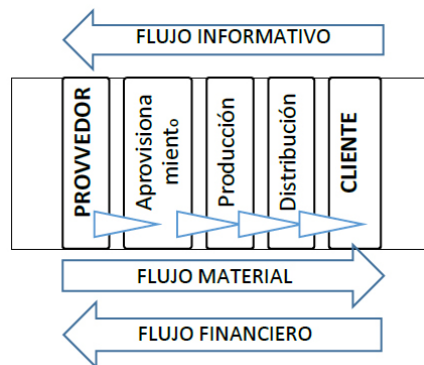 FLUJO INFORMATIVO
PROVVEDOR
Aprovisiona
miento
Producción
Distribución
CLIENTE
FLUJO MATERIAL
FLUJO FINANCIERO